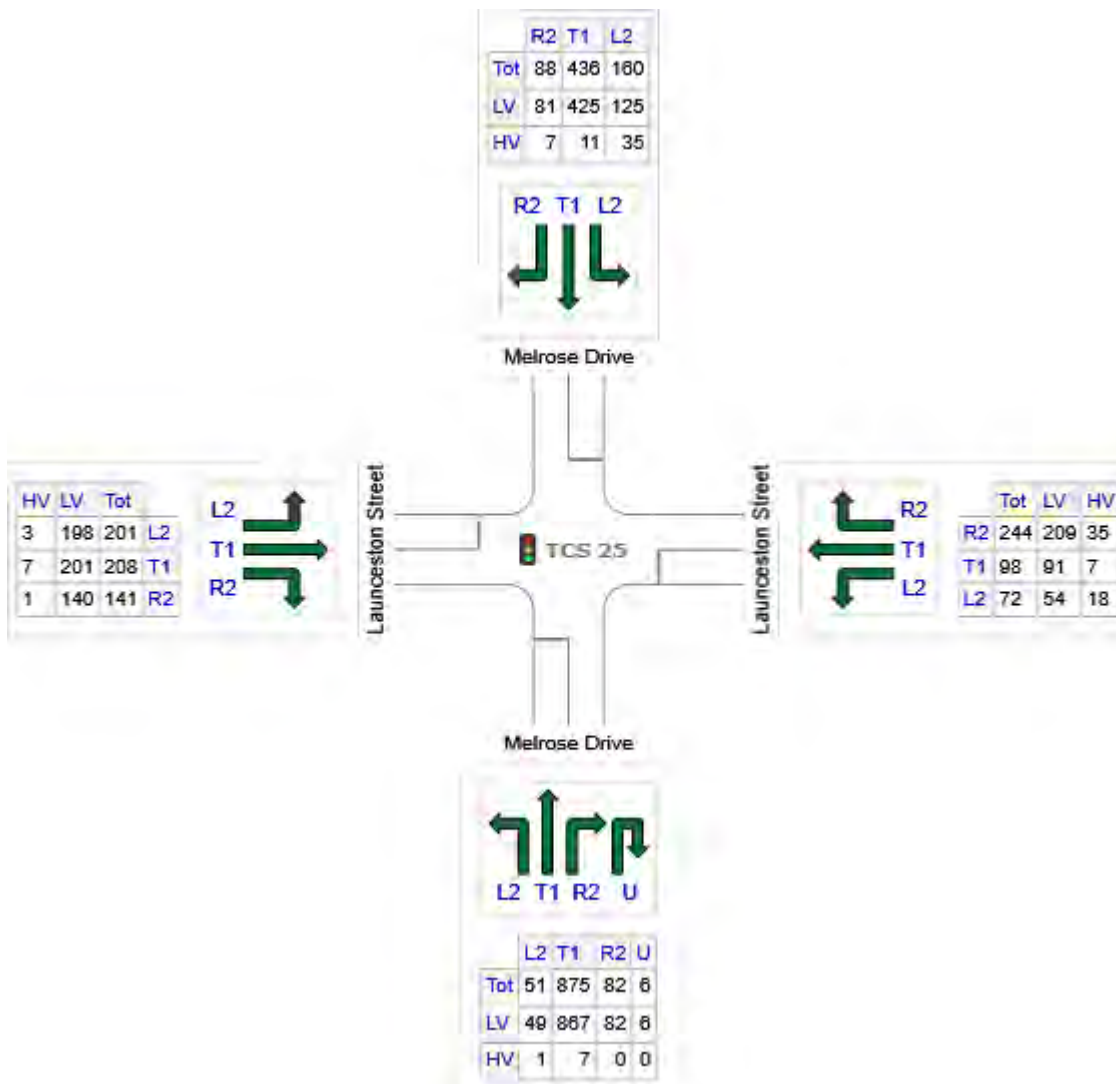 R2 T1 L2
Tot 88 436 160
LV 81 425 125
HV 7 11 35
R2 T1 L2
Melrose Drive
HV LV Tot
3 198 201 L2
7 201 208 T1
1 140 141 R2
L2
T1
R2
Launceston Street
TCS 25
Launceston Street
R2
T1
L2
Tot LV HV
R2 244 209 35
T1 98 91 7
L2 72 54 18
Melrose Drive
L2 T1 R2 U
L2 T1 R2 U
Tot 51 875 82 6
LV 49 867 82 6
HV 1 7 0 0